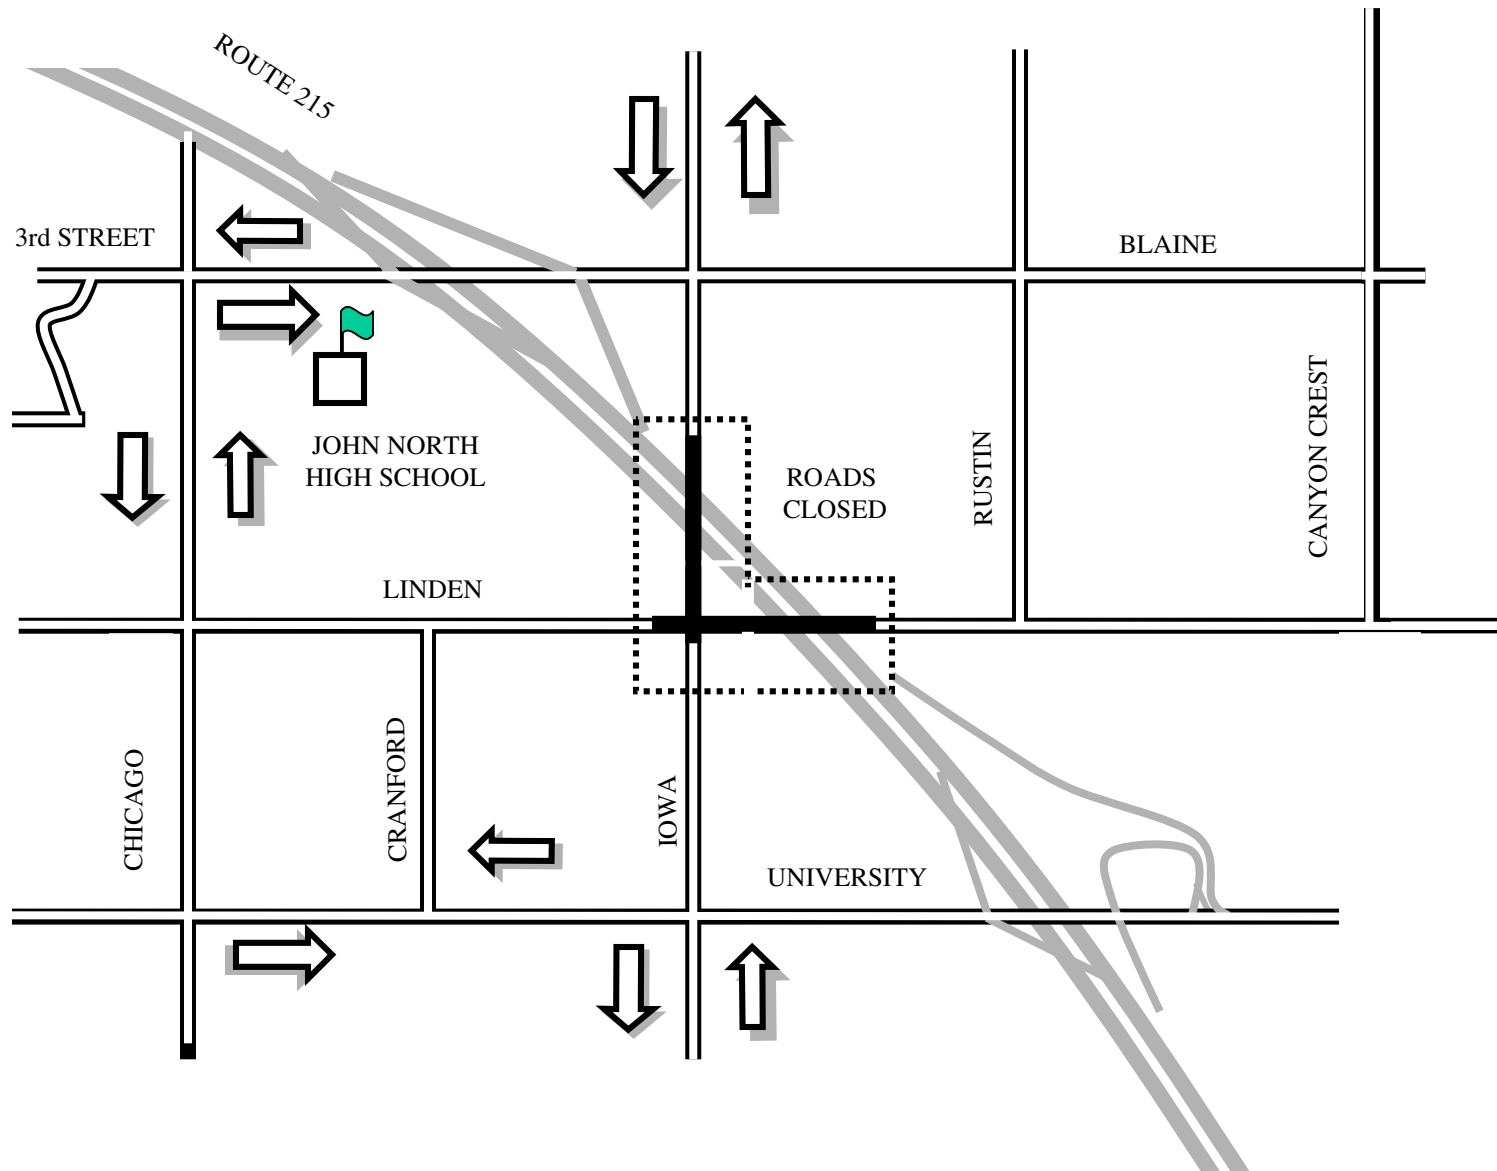 ROUTE 215
3rd STREET
BLAINE
JOHN NORTH
HIGH SCHOOL
ROADS
CLOSED
RUSTIN
CANYON CREST
LINDEN
CHICAGO
CRANFORD
IOWA
UNIVERSITY